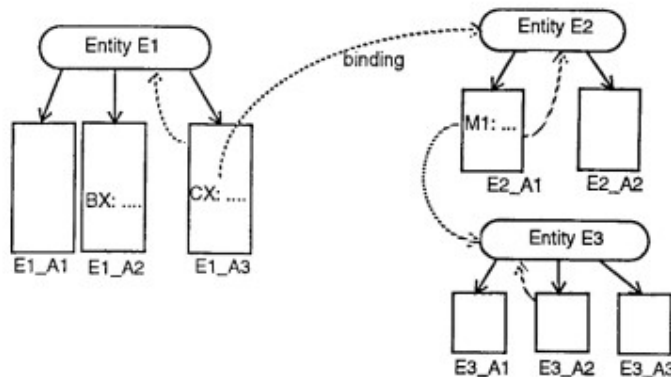 Entity E1
Entity E2
binding
M1: ...
BX: ....
CX: ....
E2_A1
E2_A2
E1_A1
E1_A2
E1_A3
Entity E3
E3_A1
E3_A2
E3_A3